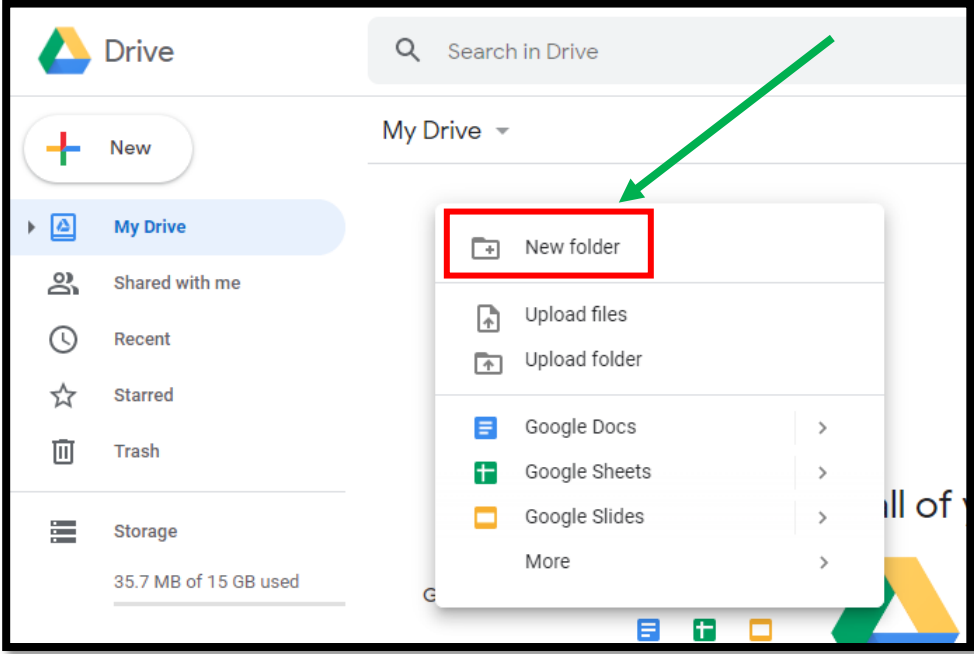 Drive
Search in Drive
New
My Drive
My Drive
Shared with me
Recent
Starred
Trash
Storage
35.7 MB of 15 GB used
New folder
Upload files
Upload folder
Google Docs
Google Sheets
Google Slides
More
of